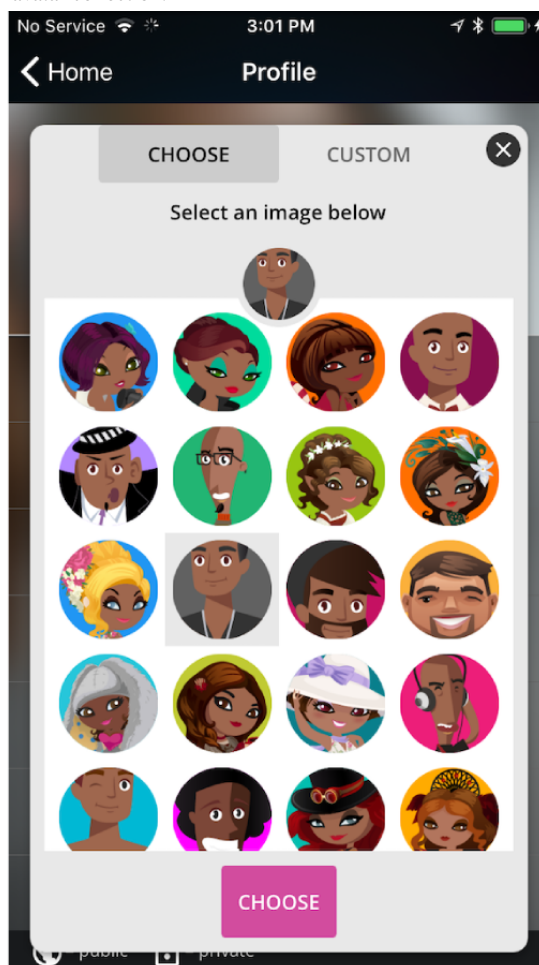 No Service 3:01 PM
Home Profile
CHOOSE CUSTOM
Select an image below
CHOOSE
- public - private